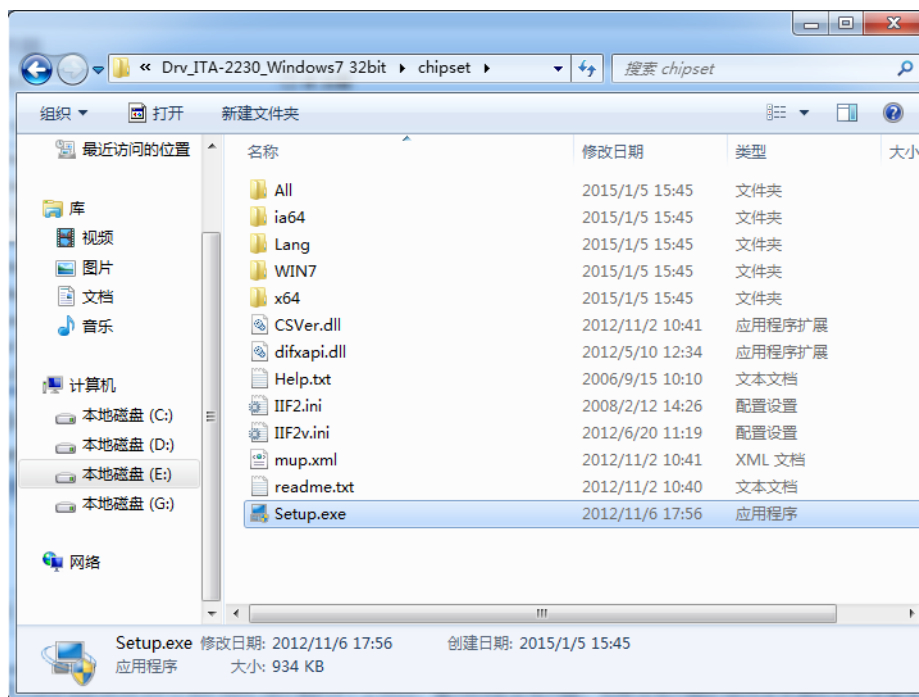 « Drv_ITA-2230_Windows7 32bit chipset 搜索 chipset
组织 打开 新建文件夹
最近访问的位置
库
视频
图片
文档
音乐
计算机
本地磁盘 (C:)
本地磁盘 (D:)
本地磁盘 (E:)
本地磁盘 (G:)
网络
名称 修改日期 类型 大小
All 2015/1/5 15:45 文件夹
ia64 2015/1/5 15:45 文件夹
Lang 2015/1/5 15:45 文件夹
WIN7 2015/1/5 15:45 文件夹
x64 2015/1/5 15:45 文件夹
CSVer.dll 2012/11/2 10:41 应用程序扩展
difxapi.dll 2012/5/10 12:34 应用程序扩展
Help.txt 2006/9/15 10:10 文本文档
IIF2.ini 2008/2/12 14:26 配置设置
IIF2v.ini 2012/6/20 11:19 配置设置
mup.xml 2012/11/2 10:41 XML 文档
readme.txt 2012/11/2 10:40 文本文档
Setup.exe 2012/11/6 17:56 应用程序
Setup.exe 修改日期: 2012/11/6 17:56 创建日期: 2015/1/5 15:45
应用程序 大小: 934 KB